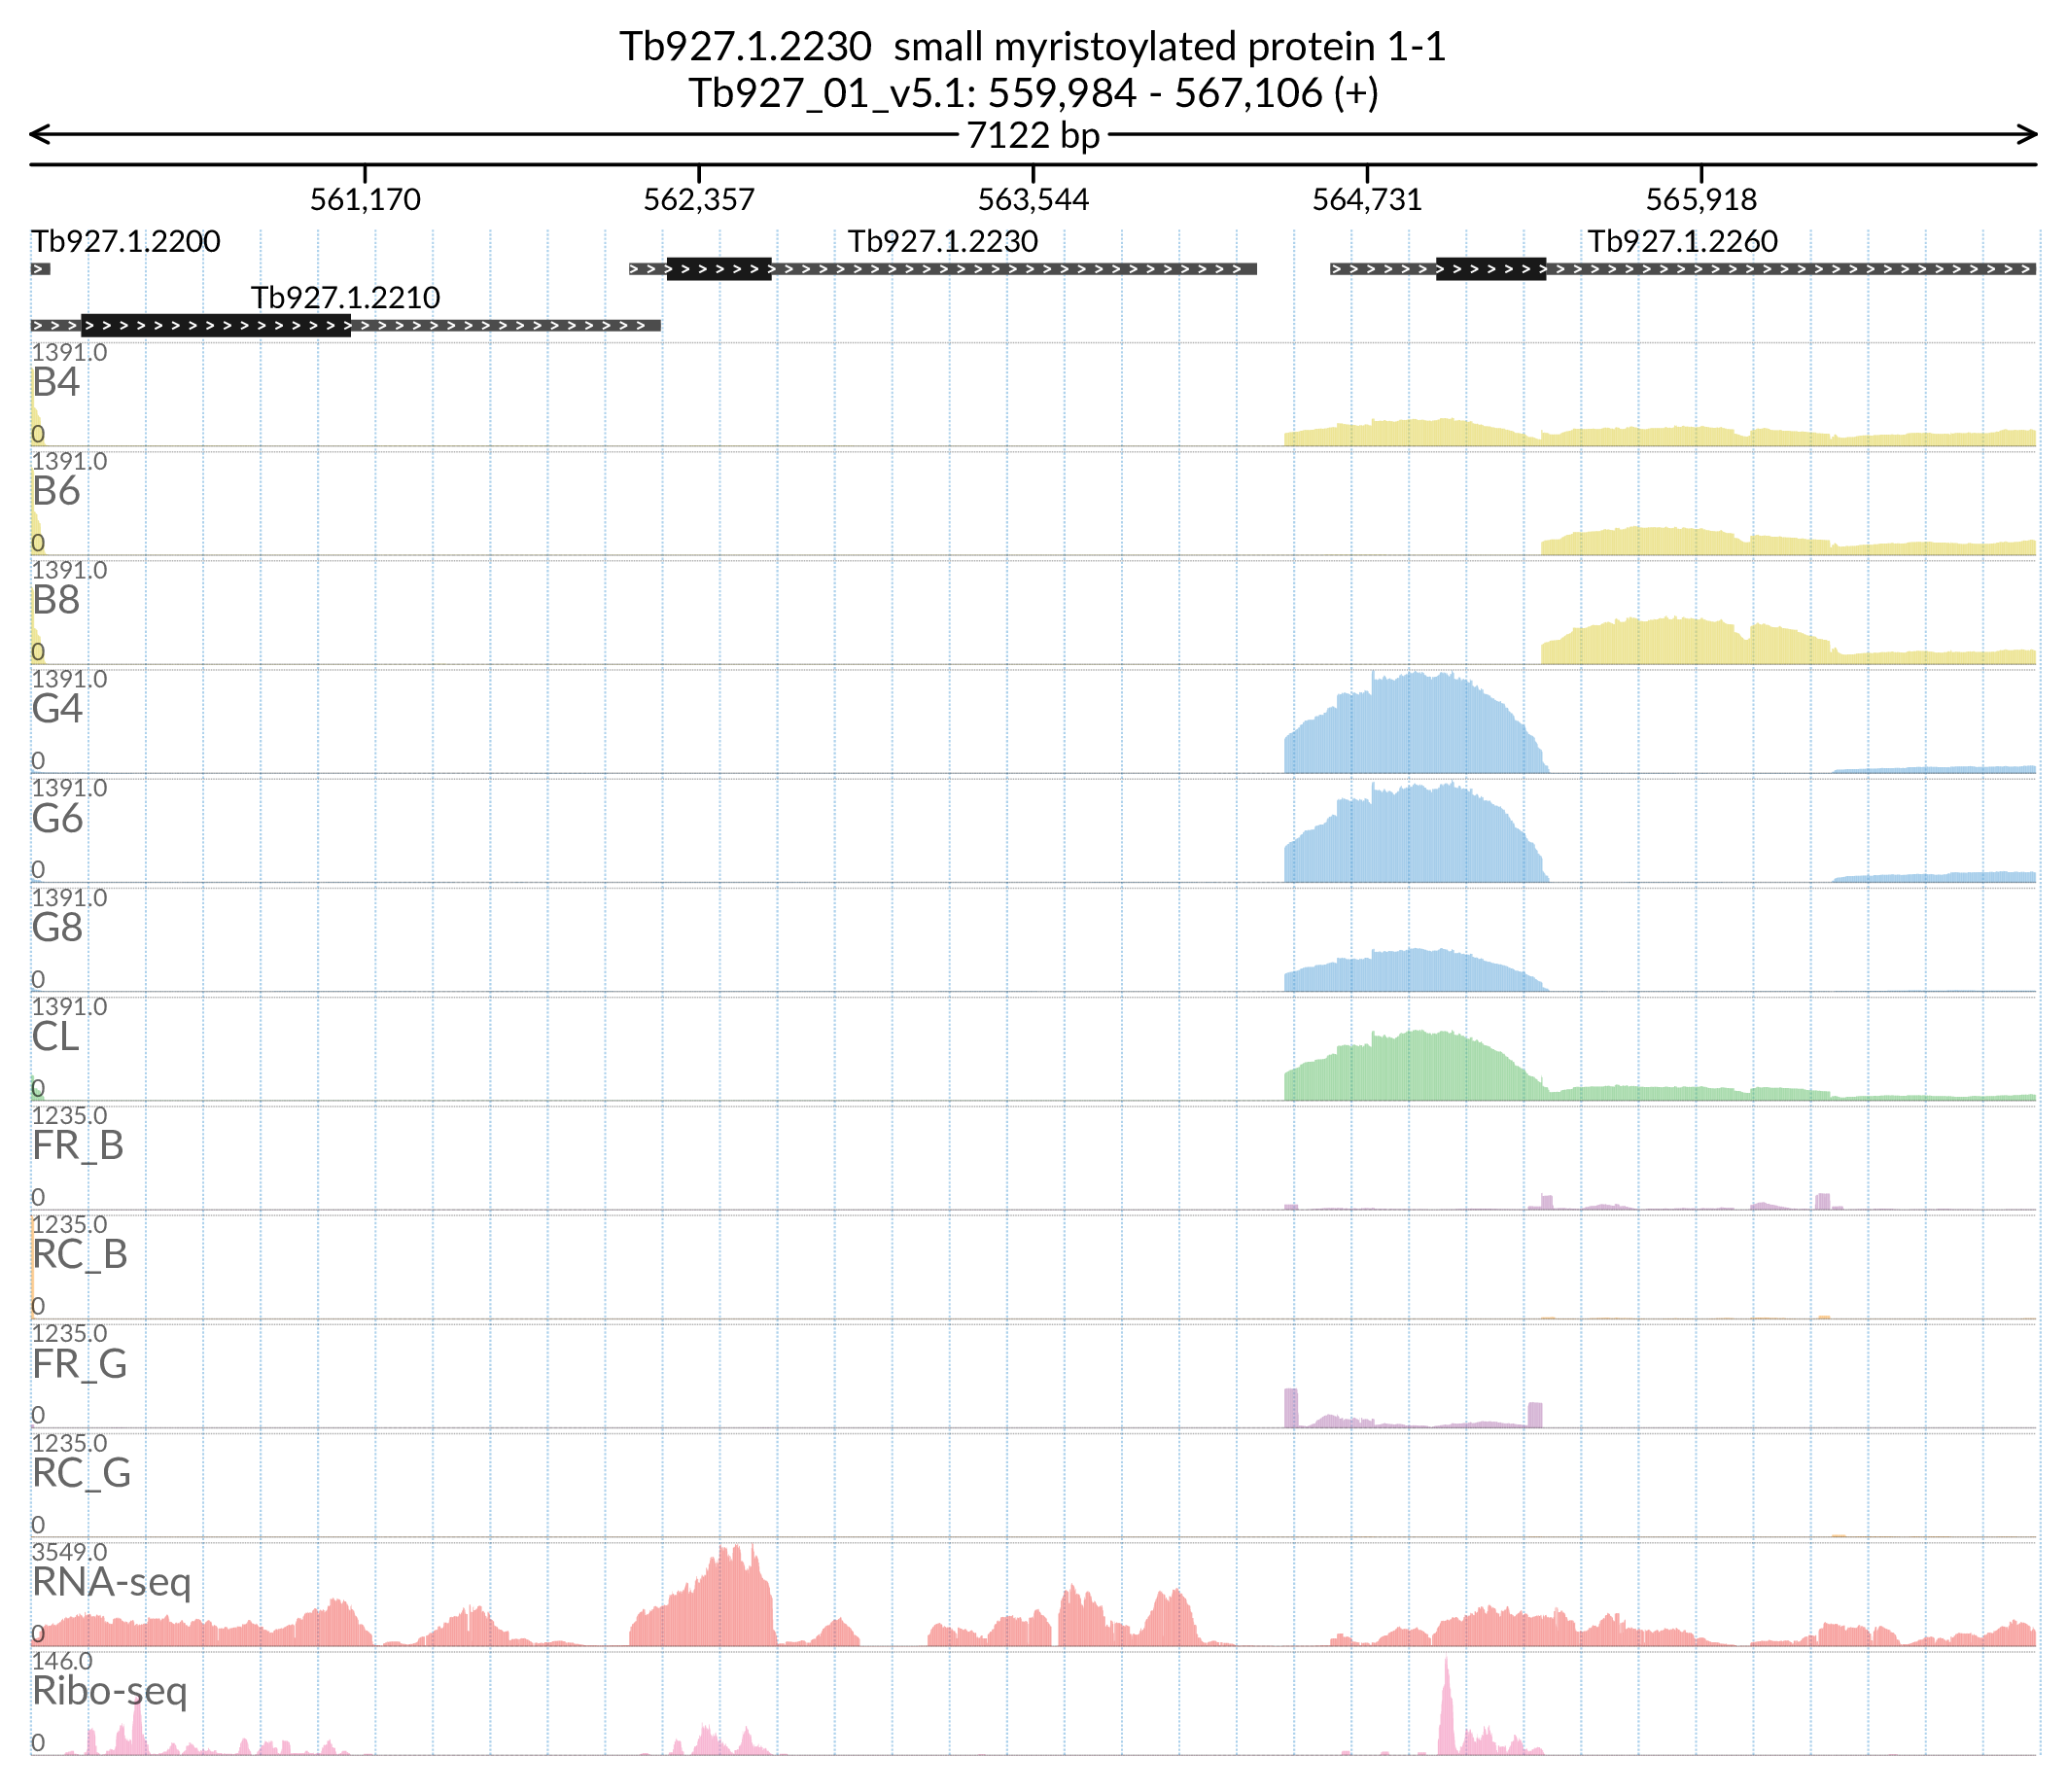 Tb927.1.2230 small myristoylated protein 1-1
Tb927_01_v5.1: 559,984 - 567,106 (+)
7122 bp
561,170 562,357 563,544 564,731 565,918
Tb927.1.2200 Tb927.1.2230 Tb927.1.2260
Tb927.1.2210
1391.0
B4
0
1391.0
B6
0
1391.0
B8
0
1391.0
G4
0
1391.0
G6
0
1391.0
G8
0
1391.0
CL
0
1235.0
FR_B
0
1235.0
RC_B
0
1235.0
FR_G
0
1235.0
RC_G
0
3549.0
RNA-seq
0
146.0
Ribo-seq
0